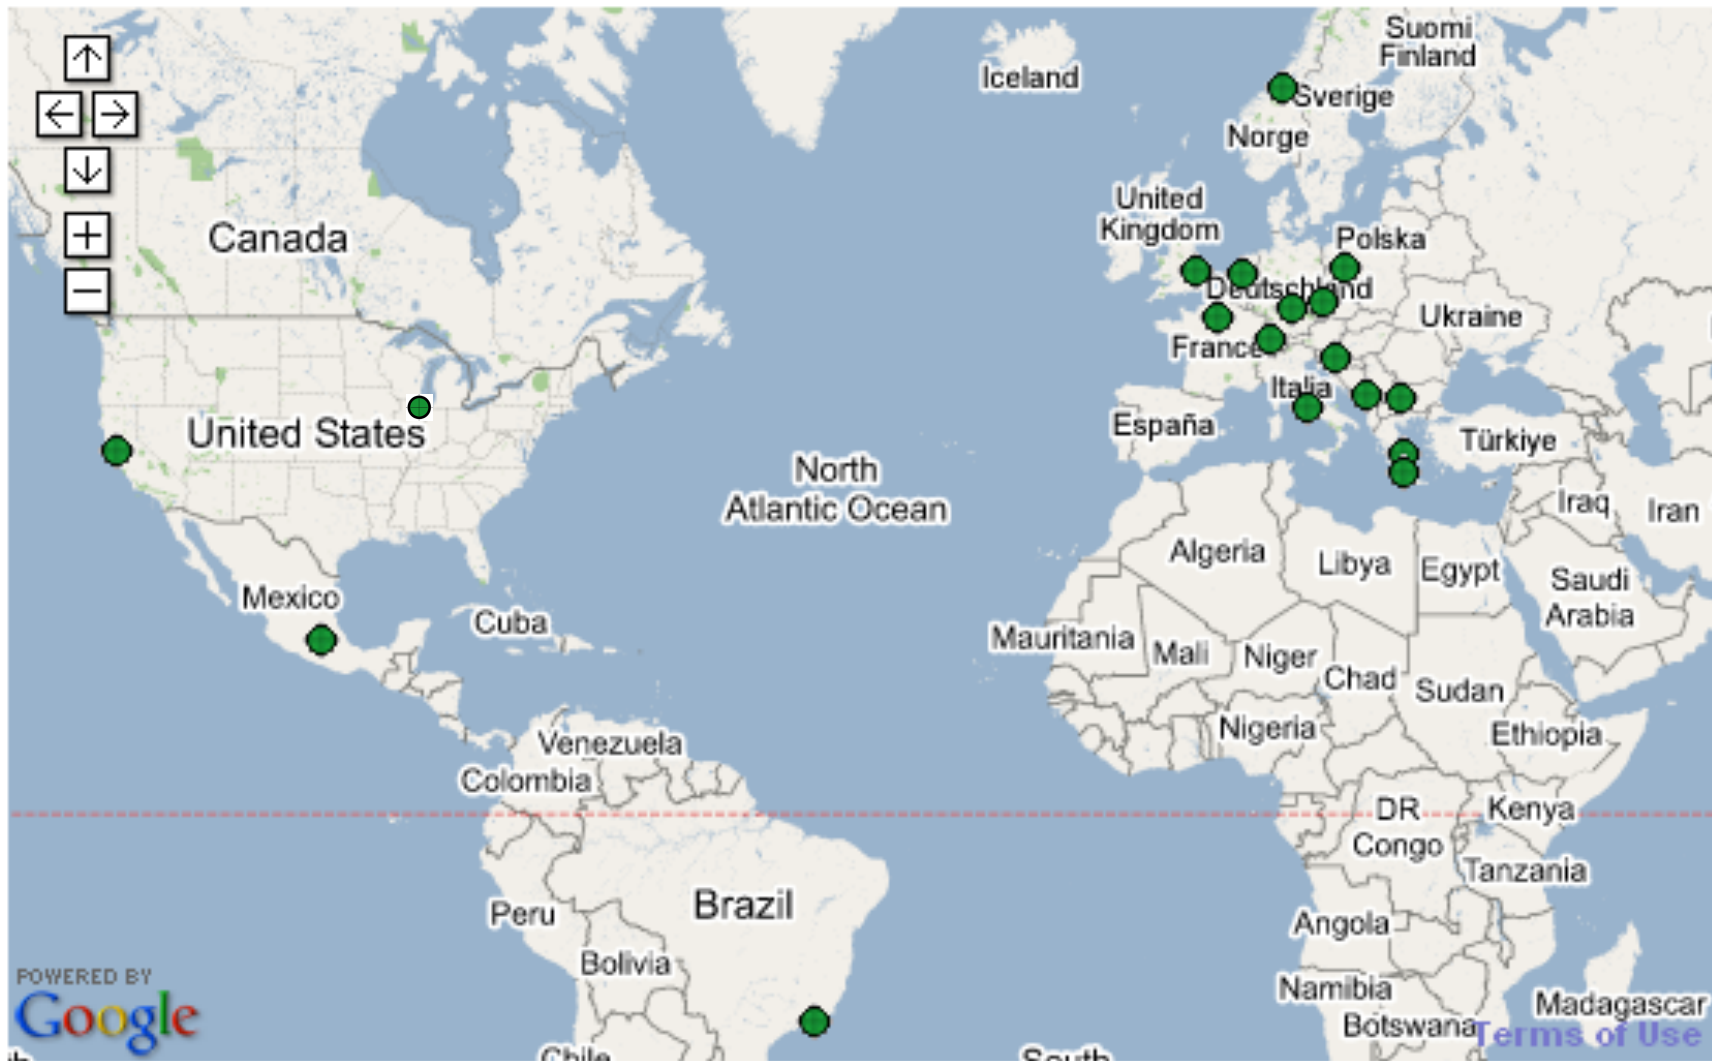 Suomi
Finland
Iceland
Sverige
Norge
United
Kingdom
Polska
Canada
Deutschland
Ukraine
France
Italia
United States
España
Türkiye
North
Atlantic Ocean
Iraq
Iran
Algeria
Libya
Egypt
Saudi
Arabia
Mexico
Cuba
Mauritania
Mali
Niger
Chad
Sudan
Nigeria
Ethiopia
Venezuela
Colombia
DR
Congo
Kenya
Tanzania
Brazil
Peru
Angola
Bolivia
Namibia
Madagascar
Botswana
POWERED BY
Google
Terms of Use
Chile
South